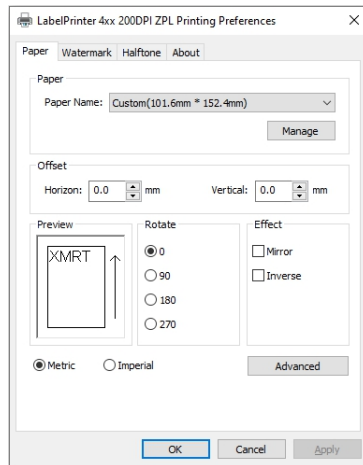 LabelPrinter 4xx 200DPI ZPL Printing Preferences
Paper Watermark Halftone About
Paper
Paper Name: Custom(101.6mm * 152.4mm)
Manage
Offset
Horizon: 0.0 mm Vertical: 0.0 mm
Preview Rotate Effect
XMRT
0 Mirror
90 Inverse
180
270
Metric Imperial Advanced
OK Cancel Apply